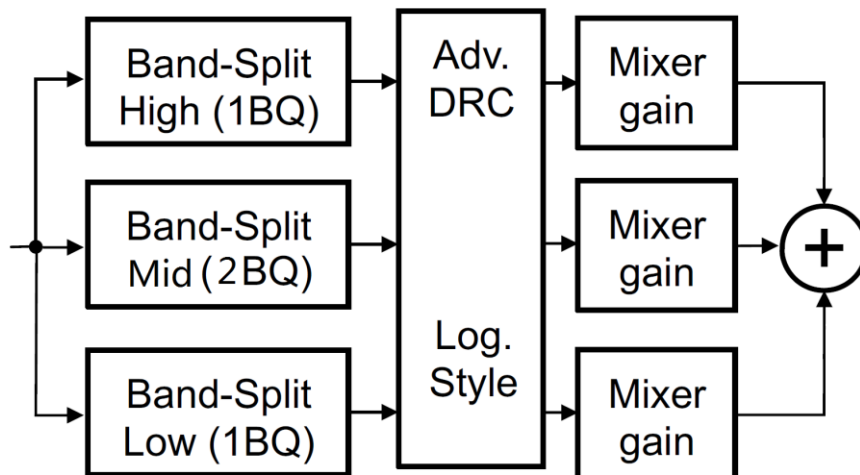 Band-Split
High (1BQ)
Adv.
DRC
Mixer
gain
Band-Split
Mid (2BQ)
Mixer
gain
+
Log.
Style
Band-Split
Low (1BQ)
Mixer
gain